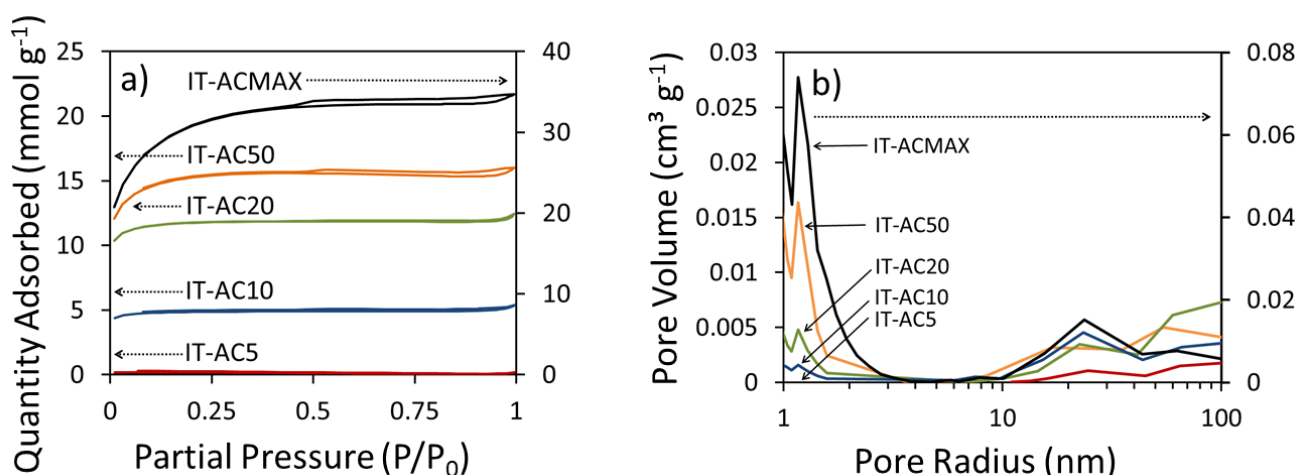 a)
Quantity Adsorbed (mmol g⁻¹)
25
20
15
10
5
0
40
30
20
10
0
IT-ACMAX
IT-AC50
IT-AC20
IT-AC10
IT-AC5
0
0.25
0.5
0.75
1
Partial Pressure (P/P₀)
b)
Pore Volume (cm³ g⁻¹)
0.03
0.025
0.02
0.015
0.01
0.005
0
0.08
0.06
0.04
0.02
0
IT-ACMAX
IT-AC50
IT-AC20
IT-AC10
IT-AC5
1
10
100
Pore Radius (nm)